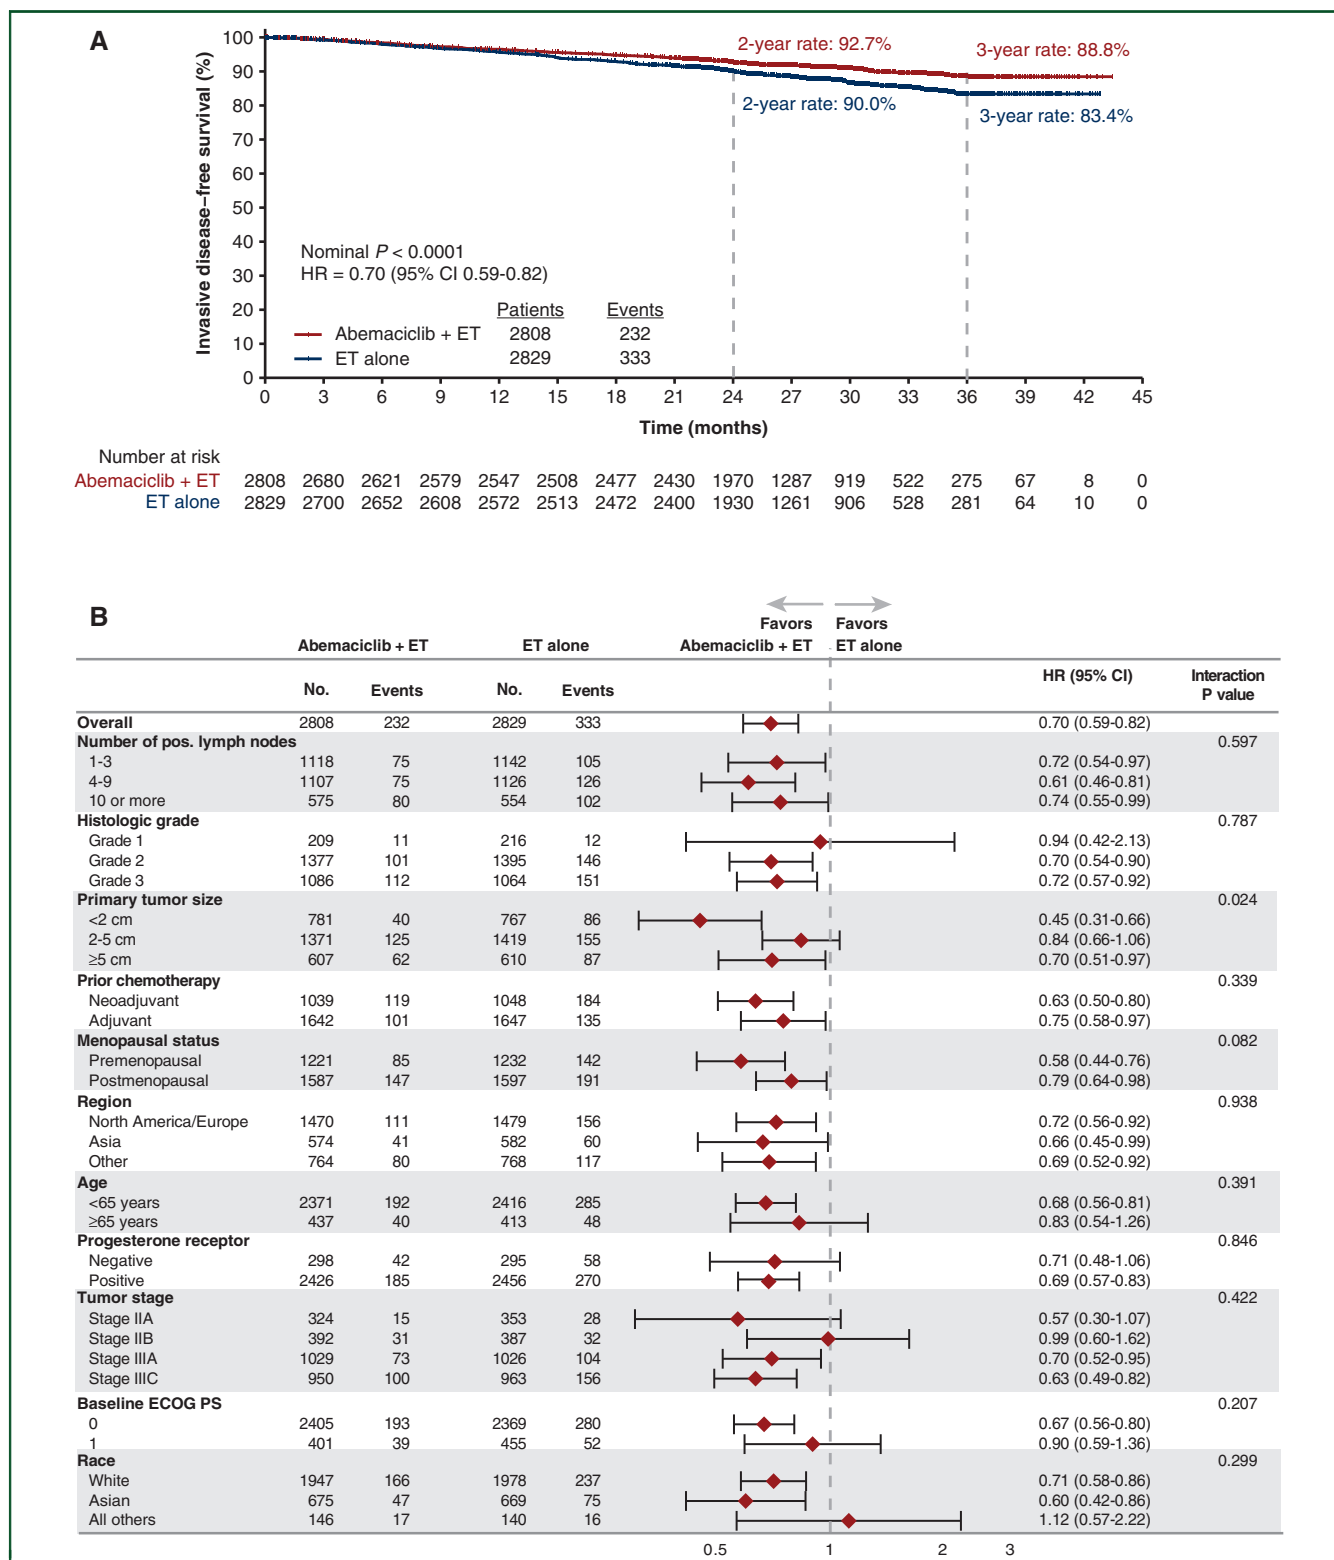 A
Invasive disease–free survival (%)
100
90
80
70
60
50
40
30
20
10
0
2-year rate: 92.7%
3-year rate: 88.8%
2-year rate: 90.0%
3-year rate: 83.4%
Nominal P < 0.0001
HR = 0.70 (95% CI 0.59-0.82)
Patients Events
Abemaciclib + ET 2808 232
ET alone 2829 333
0 3 6 9 12 15 18 21 24 27 30 33 36 39 42 45
Time (months)
Number at risk
Abemaciclib + ET 2808 2680 2621 2579 2547 2508 2477 2430 1970 1287 919 522 275 67 8 0
ET alone 2829 2700 2652 2608 2572 2513 2472 2400 1930 1261 906 528 281 64 10 0
B
Favors Favors
Abemaciclib + ET ET alone Abemaciclib + ET ET alone
HR (95% CI) Interaction
No. Events No. Events P value
Overall 2808 232 2829 333 0.70 (0.59-0.82)
Number of pos. lymph nodes 0.597
1-3 1118 75 1142 105 0.72 (0.54-0.97)
4-9 1107 75 1126 126 0.61 (0.46-0.81)
10 or more 575 80 554 102 0.74 (0.55-0.99)
Histologic grade 0.787
Grade 1 209 11 216 12 0.94 (0.42-2.13)
Grade 2 1377 101 1395 146 0.70 (0.54-0.90)
Grade 3 1086 112 1064 151 0.72 (0.57-0.92)
Primary tumor size 0.024
<2 cm 781 40 767 86 0.45 (0.31-0.66)
2-5 cm 1371 125 1419 155 0.84 (0.66-1.06)
≥5 cm 607 62 610 87 0.70 (0.51-0.97)
Prior chemotherapy 0.339
Neoadjuvant 1039 119 1048 184 0.63 (0.50-0.80)
Adjuvant 1642 101 1647 135 0.75 (0.58-0.97)
Menopausal status 0.082
Premenopausal 1221 85 1232 142 0.58 (0.44-0.76)
Postmenopausal 1587 147 1597 191 0.79 (0.64-0.98)
Region 0.938
North America/Europe 1470 111 1479 156 0.72 (0.56-0.92)
Asia 574 41 582 60 0.66 (0.45-0.99)
Other 764 80 768 117 0.69 (0.52-0.92)
Age 0.391
<65 years 2371 192 2416 285 0.68 (0.56-0.81)
≥65 years 437 40 413 48 0.83 (0.54-1.26)
Progesterone receptor 0.846
Negative 298 42 295 58 0.71 (0.48-1.06)
Positive 2426 185 2456 270 0.69 (0.57-0.83)
Tumor stage 0.422
Stage IIA 324 15 353 28 0.57 (0.30-1.07)
Stage IIB 392 31 387 32 0.99 (0.60-1.62)
Stage IIIA 1029 73 1026 104 0.70 (0.52-0.95)
Stage IIIC 950 100 963 156 0.63 (0.49-0.82)
Baseline ECOG PS 0.207
0 2405 193 2369 280 0.67 (0.56-0.80)
1 401 39 455 52 0.90 (0.59-1.36)
Race 0.299
White 1947 166 1978 237 0.71 (0.58-0.86)
Asian 675 47 669 75 0.60 (0.42-0.86)
All others 146 17 140 16 1.12 (0.57-2.22)
0.5 1 2 3